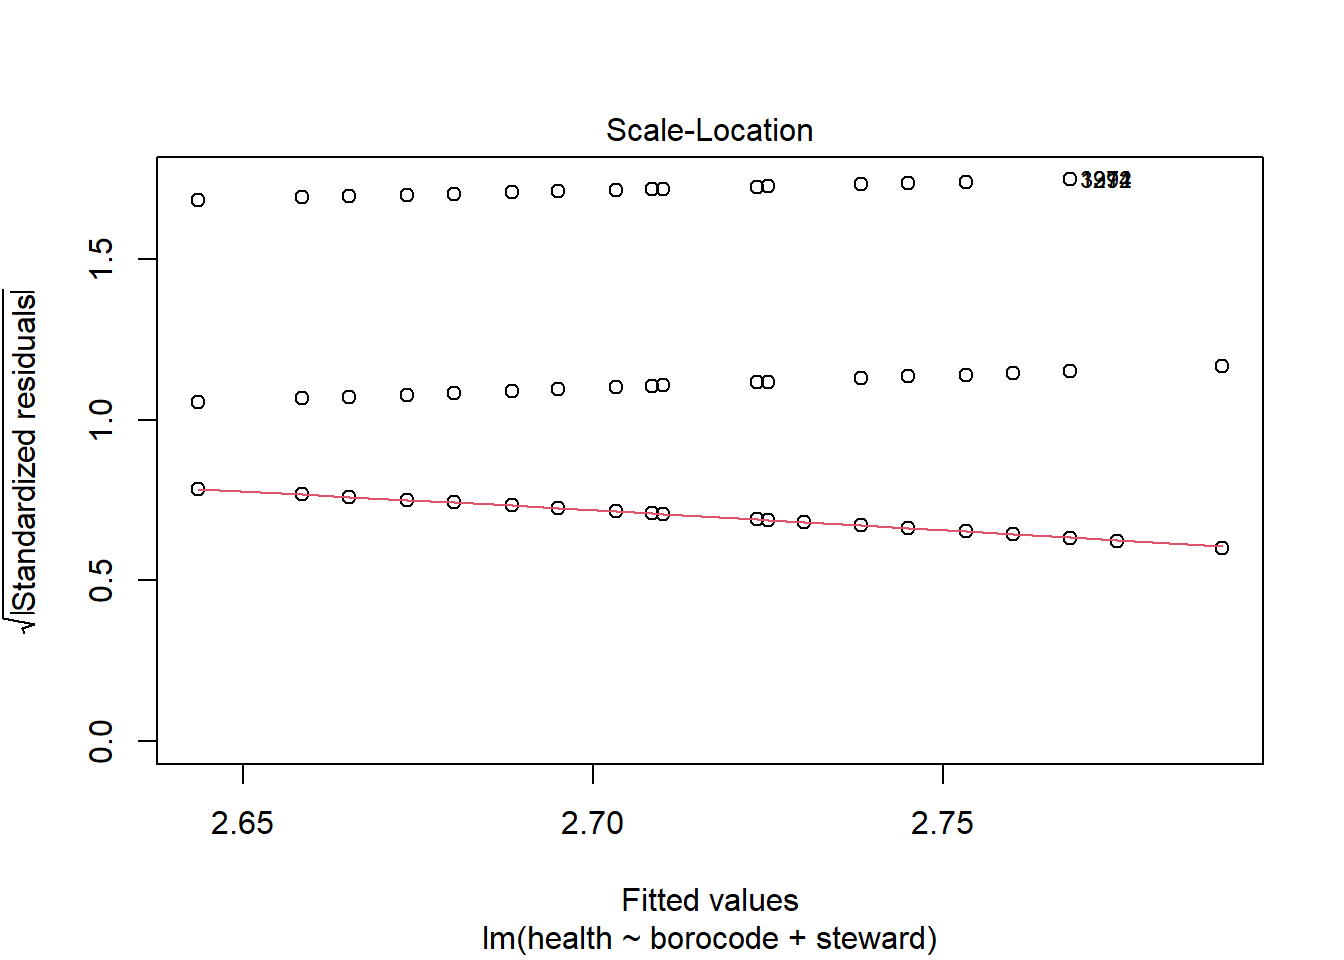 Scale-Location
√|Standardized residuals|
0.0 0.5 1.0 1.5
2.65 2.70 2.75
Fitted values
lm(health ~ borocode + steward)